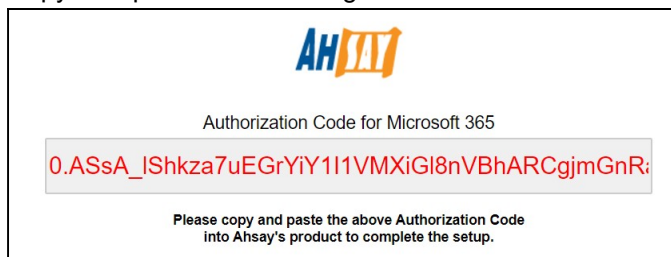 AHSAY
Authorization Code for Microsoft 365
0.ASsA_lShkza7uEGrYiY1I1VMXiGl8nVBhARCgjmGnRa
Please copy and paste the above Authorization Code
into Ahsay's product to complete the setup.